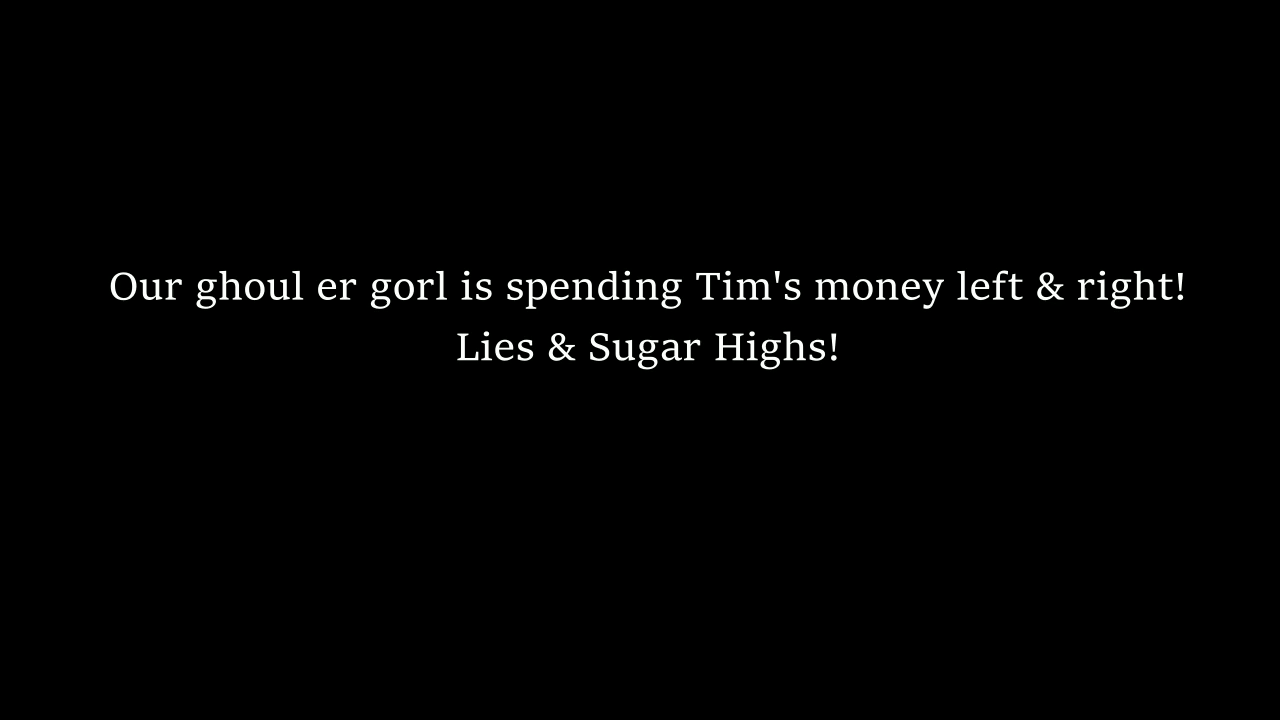 Our ghoul er gorl is spending Tim's money left & right!
Lies & Sugar Highs!